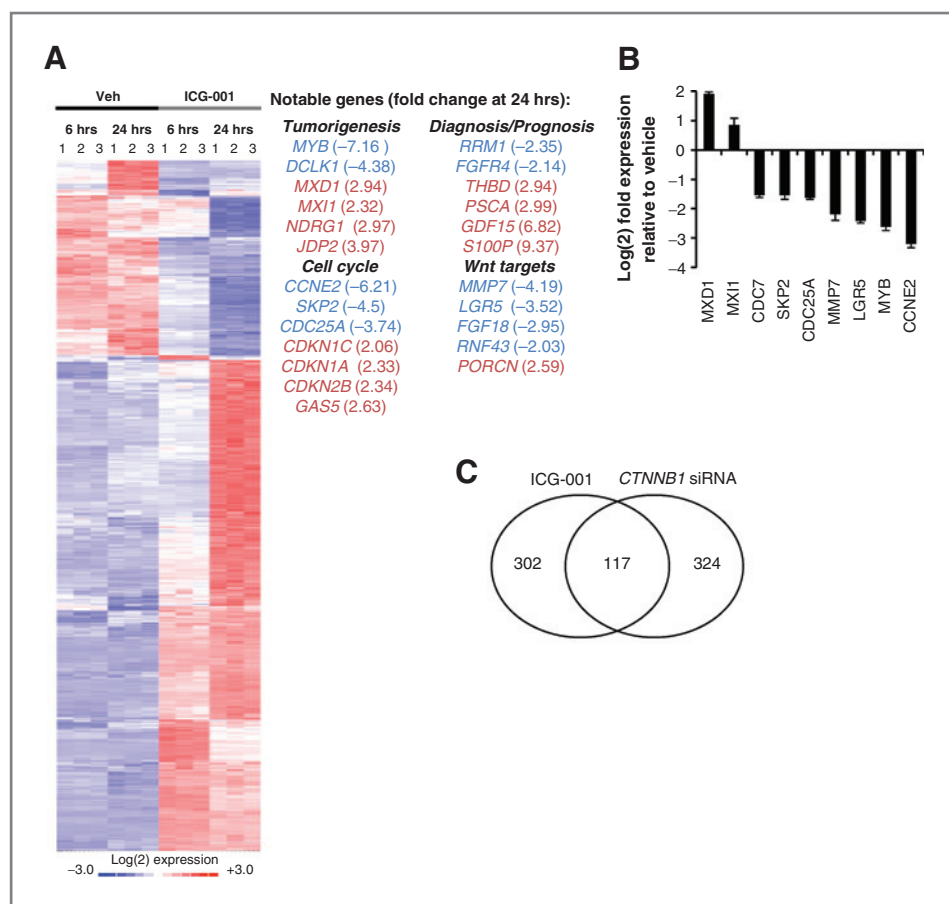 A
Veh ICG-001
6 hrs 24 hrs 6 hrs 24 hrs
1 2 3 1 2 3 1 2 3 1 2 3
Notable genes (fold change at 24 hrs):
Tumorigenesis
MYB (−7.16 )
DCLK1 (−4.38)
MXD1 (2.94)
MXI1 (2.32)
NDRG1 (2.97)
JDP2 (3.97)
Cell cycle
CCNE2 (−6.21)
SKP2 (−4.5)
CDC25A (−3.74)
CDKN1C (2.06)
CDKN1A (2.33)
CDKN2B (2.34)
GAS5 (2.63)
Diagnosis/Prognosis
RRM1 (−2.35)
FGFR4 (−2.14)
THBD (2.94)
PSCA (2.99)
GDF15 (6.82)
S100P (9.37)
Wnt targets
MMP7 (−4.19)
LGR5 (−3.52)
FGF18 (−2.95)
RNF43 (−2.03)
PORCN (2.59)
Log(2) expression
−3.0 +3.0
B
Log(2) fold expression
relative to vehicle
2
1
0
−1
−2
−3
−4
MXD1
MXI1
CDC7
SKP2
CDC25A
MMP7
LGR5
MYB
CCNE2
C
ICG-001 CTNNB1 siRNA
302 117 324